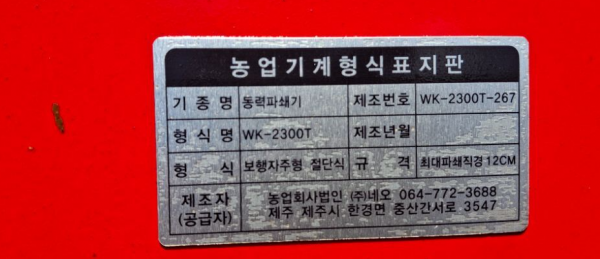 농업기계형식표지판
기종명 동력파쇄기 제조번호 WK-2300T-267
형식명 WK-2300T 제조년월
형식 보행자주형 절단식 규격 최대파쇄직경12CM
제조자 농업회사법인 (주)네오 064-772-3688
(공급자) 제주 제주시 한경면 중산간서로 3547